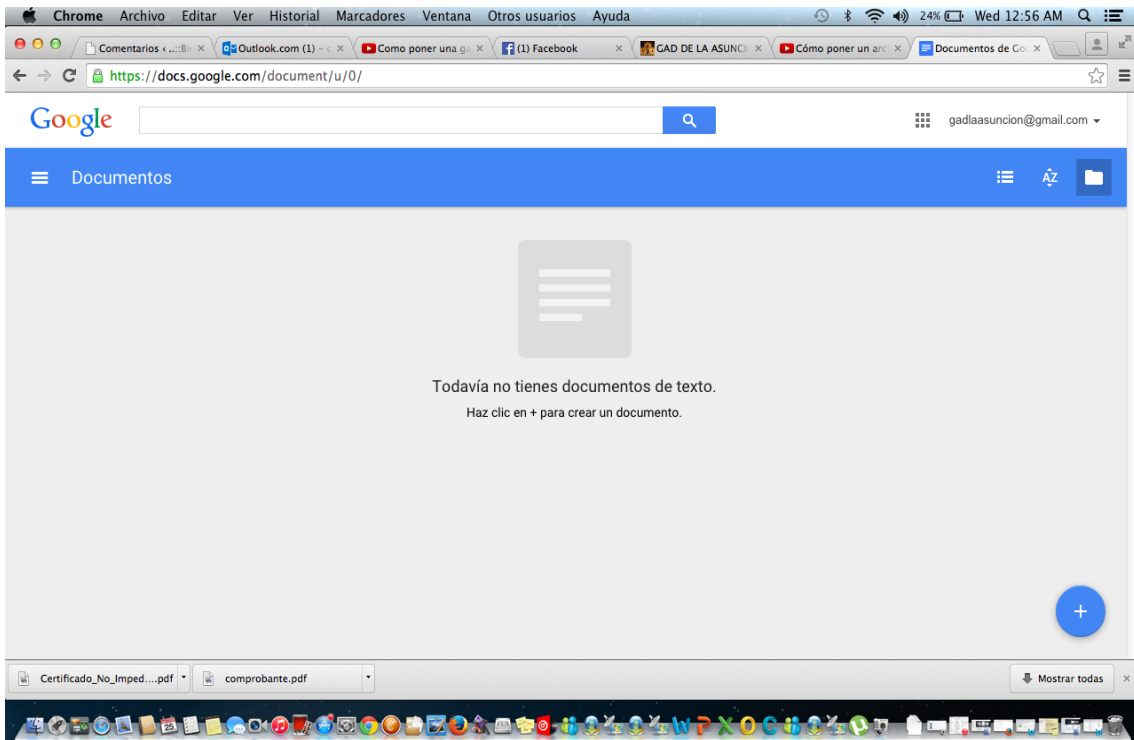 Chrome Archivo Editar Ver Historial Marcadores Ventana Otros usuarios Ayuda 24% Wed 12:56 AM
Comentarios ‹ ..::Bl Outlook.com (1) – c Como poner una ga (1) Facebook GAD DE LA ASUNCI Cómo poner un arc Documentos de Go
https://docs.google.com/document/u/0/
Google gadlaasuncion@gmail.com
Documentos AZ
Todavía no tienes documentos de texto.
Haz clic en + para crear un documento.
+
Certificado_No_Imped....pdf comprobante.pdf Mostrar todas